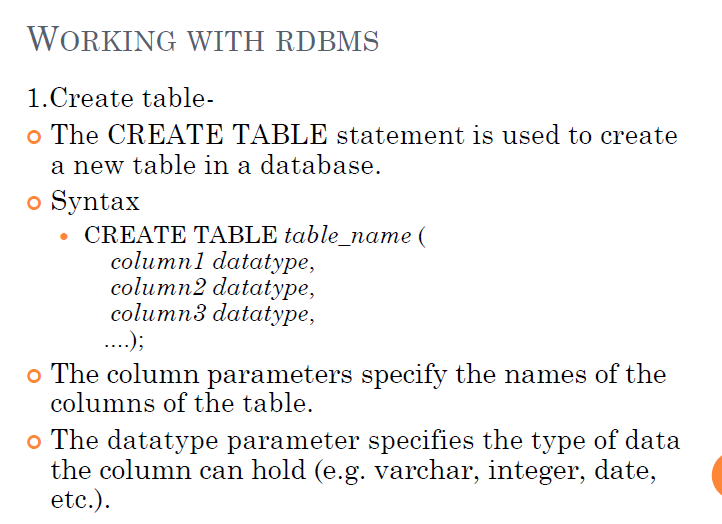 WORKING WITH RDBMS
1.Create table-
The CREATE TABLE statement is used to create
a new table in a database.
Syntax
CREATE TABLE table_name (
column1 datatype,
column2 datatype,
column3 datatype,
....);
The column parameters specify the names of the
columns of the table.
The datatype parameter specifies the type of data
the column can hold (e.g. varchar, integer, date,
etc.).